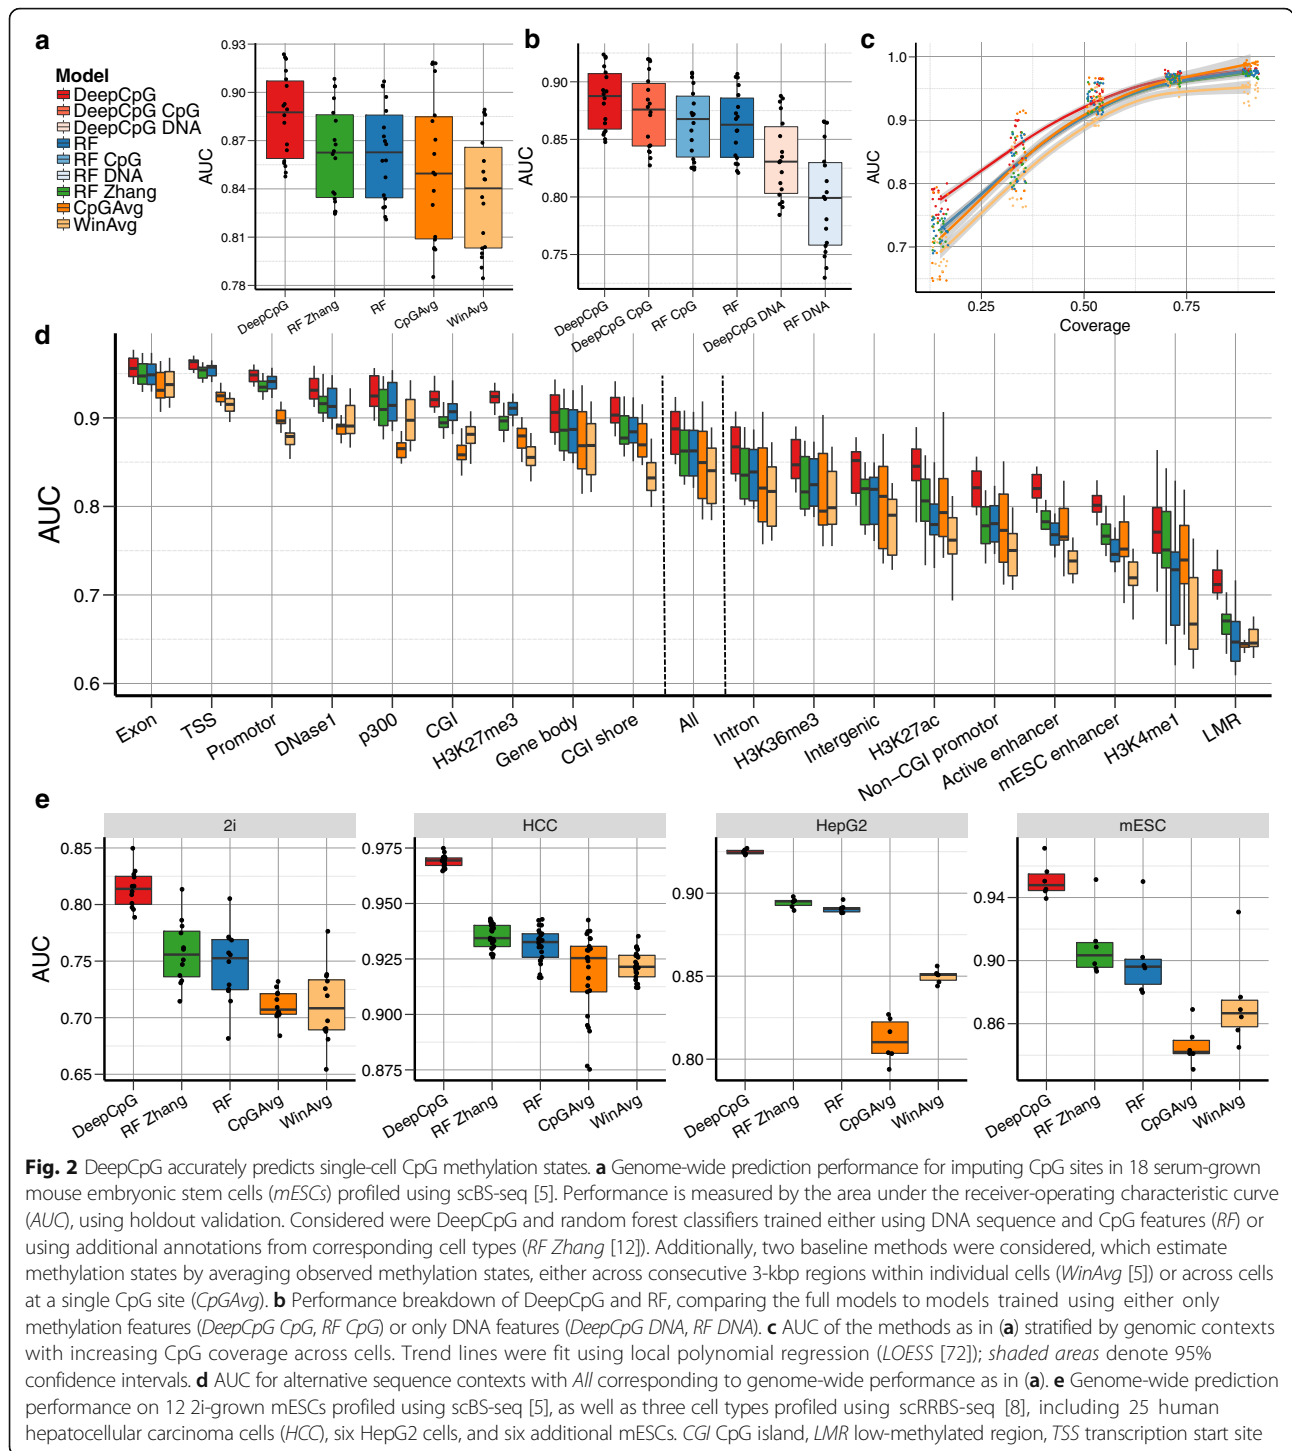 a
Model
DeepCpG
DeepCpG CpG
DeepCpG DNA
RF
RF CpG
RF DNA
RF Zhang
CpGAvg
WinAvg
AUC
0.93
0.90
0.87
0.84
0.81
0.78
DeepCpG
RF Zhang
RF
CpGAvg
WinAvg
b
AUC
0.90
0.85
0.80
0.75
DeepCpG
DeepCpG CpG
RF CpG
RF
DeepCpG DNA
RF DNA
c
AUC
1.0
0.9
0.8
0.7
0.25
0.50
0.75
Coverage
d
AUC
0.9
0.8
0.7
0.6
Exon
TSS
Promotor
DNase1
p300
CGI
H3K27me3
Gene body
CGI shore
All
Intron
H3K36me3
Intergenic
H3K27ac
Non−CGI promotor
Active enhancer
mESC enhancer
H3K4me1
LMR
e
AUC
2i
0.85
0.80
0.75
0.70
0.65
DeepCpG
RF Zhang
RF
CpGAvg
WinAvg
HCC
0.975
0.950
0.925
0.900
0.875
DeepCpG
RF Zhang
RF
CpGAvg
WinAvg
HepG2
0.90
0.85
0.80
DeepCpG
RF Zhang
RF
CpGAvg
WinAvg
mESC
0.94
0.90
0.86
DeepCpG
RF Zhang
RF
CpGAvg
WinAvg
Fig. 2 DeepCpG accurately predicts single-cell CpG methylation states. a Genome-wide prediction performance for imputing CpG sites in 18 serum-grown
mouse embryonic stem cells (mESCs) profiled using scBS-seq [5]. Performance is measured by the area under the receiver-operating characteristic curve
(AUC), using holdout validation. Considered were DeepCpG and random forest classifiers trained either using DNA sequence and CpG features (RF) or
using additional annotations from corresponding cell types (RF Zhang [12]). Additionally, two baseline methods were considered, which estimate
methylation states by averaging observed methylation states, either across consecutive 3-kbp regions within individual cells (WinAvg [5]) or across cells
at a single CpG site (CpGAvg). b Performance breakdown of DeepCpG and RF, comparing the full models to models trained using either only
methylation features (DeepCpG CpG, RF CpG) or only DNA features (DeepCpG DNA, RF DNA). c AUC of the methods as in (a) stratified by genomic contexts
with increasing CpG coverage across cells. Trend lines were fit using local polynomial regression (LOESS [72]); shaded areas denote 95%
confidence intervals. d AUC for alternative sequence contexts with All corresponding to genome-wide performance as in (a). e Genome-wide prediction
performance on 12 2i-grown mESCs profiled using scBS-seq [5], as well as three cell types profiled using scRRBS-seq [8], including 25 human
hepatocellular carcinoma cells (HCC), six HepG2 cells, and six additional mESCs. CGI CpG island, LMR low-methylated region, TSS transcription start site